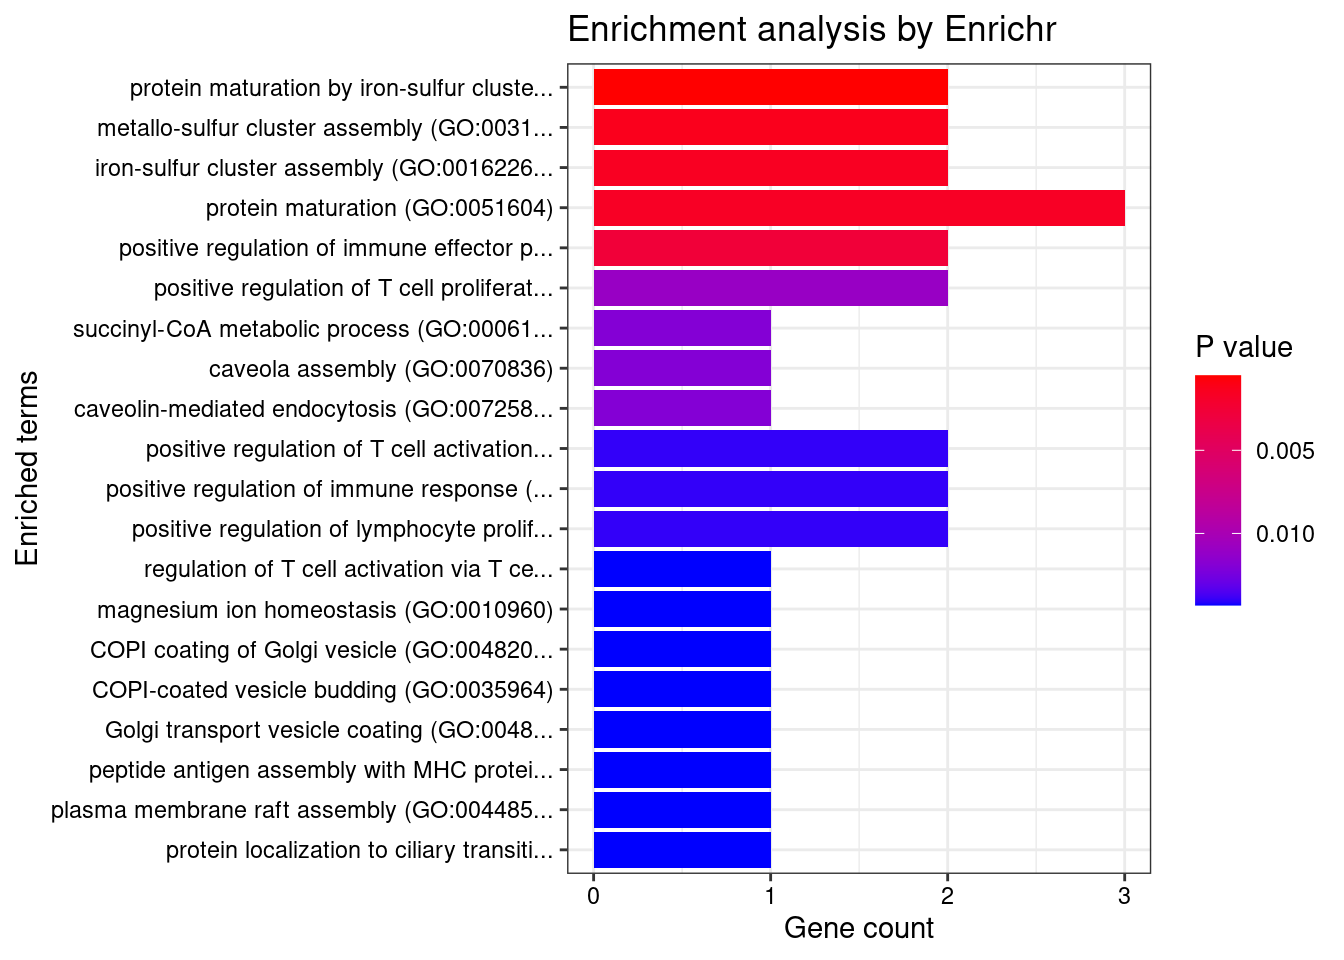 Enrichment analysis by Enrichr
protein maturation by iron-sulfur cluste...
metallo-sulfur cluster assembly (GO:0031...
iron-sulfur cluster assembly (GO:0016226...
protein maturation (GO:0051604)
positive regulation of immune effector p...
positive regulation of T cell proliferat...
succinyl-CoA metabolic process (GO:00061...
caveola assembly (GO:0070836)
caveolin-mediated endocytosis (GO:007258...
positive regulation of T cell activation...
positive regulation of immune response (...
positive regulation of lymphocyte prolif...
regulation of T cell activation via T ce...
magnesium ion homeostasis (GO:0010960)
COPI coating of Golgi vesicle (GO:004820...
COPI-coated vesicle budding (GO:0035964)
Golgi transport vesicle coating (GO:0048...
peptide antigen assembly with MHC protei...
plasma membrane raft assembly (GO:004485...
protein localization to ciliary transiti...
Enriched terms
0 1 2 3
Gene count
P value
0.005
0.010